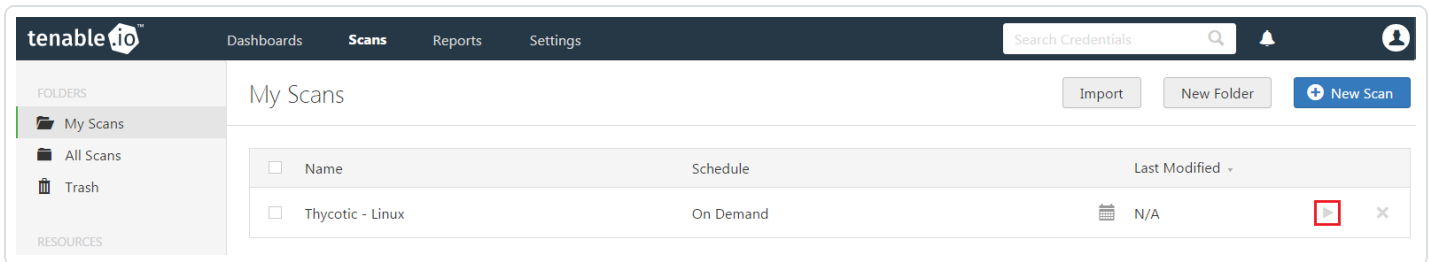 tenable.io™
Dashboards Scans Reports Settings Search Credentials
FOLDERS
My Scans
All Scans
Trash
RESOURCES
My Scans Import New Folder New Scan
Name Schedule Last Modified
Thycotic - Linux On Demand N/A